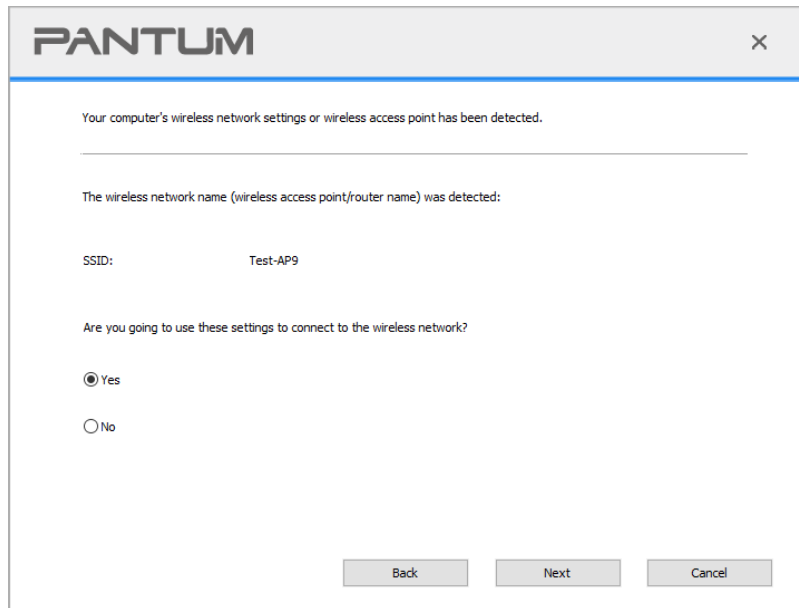 PANTUM
Your computer's wireless network settings or wireless access point has been detected.
The wireless network name (wireless access point/router name) was detected:
SSID: Test-AP9
Are you going to use these settings to connect to the wireless network?
Yes
No
Back Next Cancel